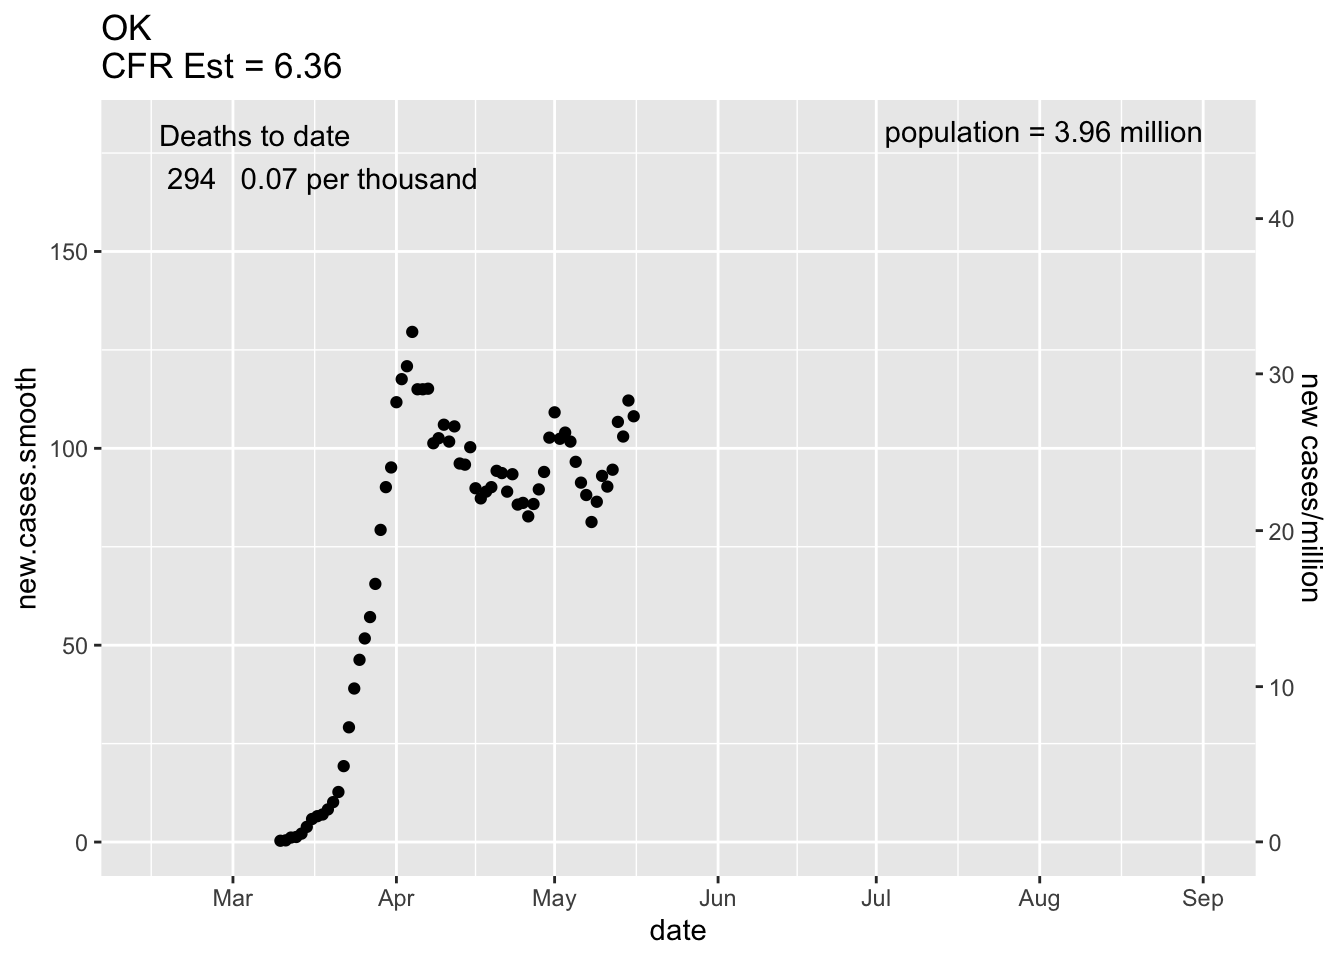 OK
CFR Est = 6.36
Deaths to date
294 0.07 per thousand
population = 3.96 million
new.cases.smooth
150
100
50
0
40
30
20
10
0
new cases/million
Mar Apr May Jun Jul Aug Sep
date